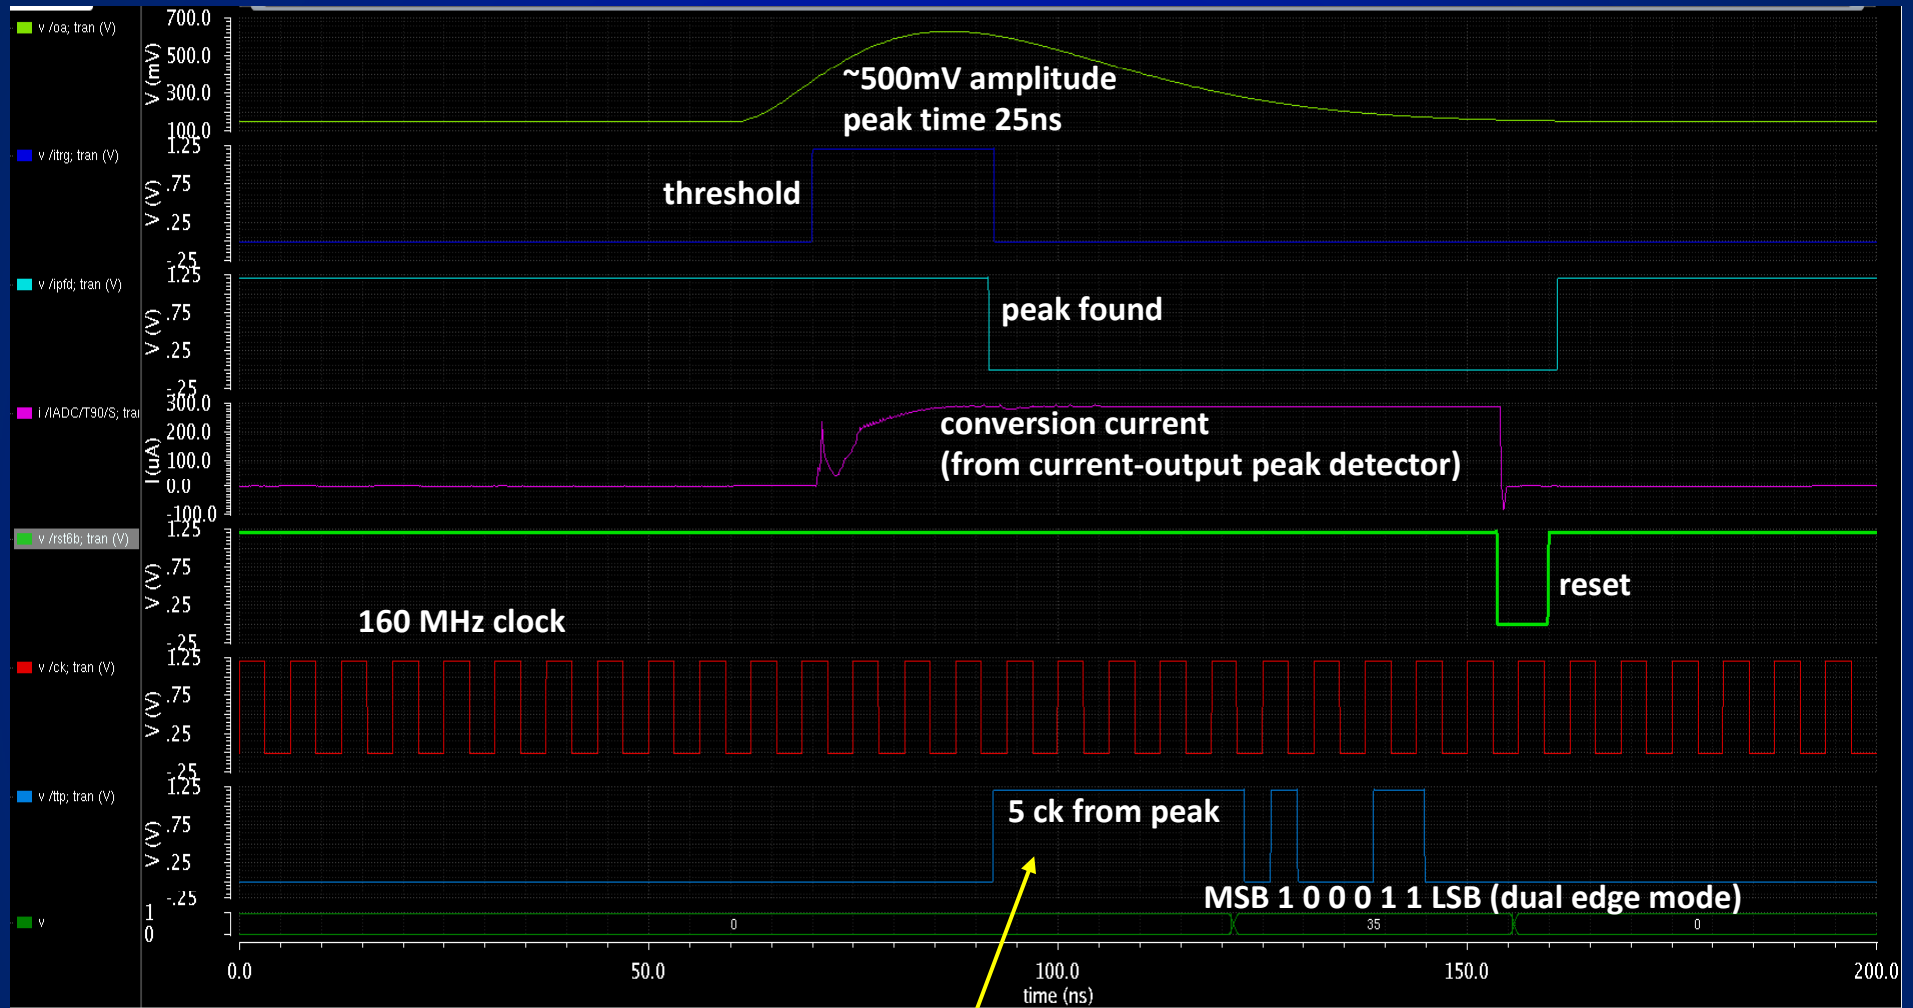 v /oa; tran (V)
700.0
500.0
300.0
100.0
V (mV)
~500mV amplitude
peak time 25ns
v /itrg; tran (V)
1.25
.75
.25
-.25
V (V)
threshold
v /ipfd; tran (V)
1.25
.75
.25
-.25
V (V)
peak found
i /IADC/T90/S; tra
300.0
200.0
100.0
0.0
-100.0
I (uA)
conversion current
(from current-output peak detector)
v /rst6b; tran (V)
1.25
.75
.25
-.25
V (V)
reset
160 MHz clock
v /ck; tran (V)
1.25
.75
.25
-.25
V (V)
v /ttp; tran (V)
1.25
.75
.25
-.25
V (V)
5 ck from peak
MSB 1 0 0 0 1 1 LSB (dual edge mode)
v
1
0
0 35 0
0.0 50.0 100.0 150.0 200.0
time (ns)